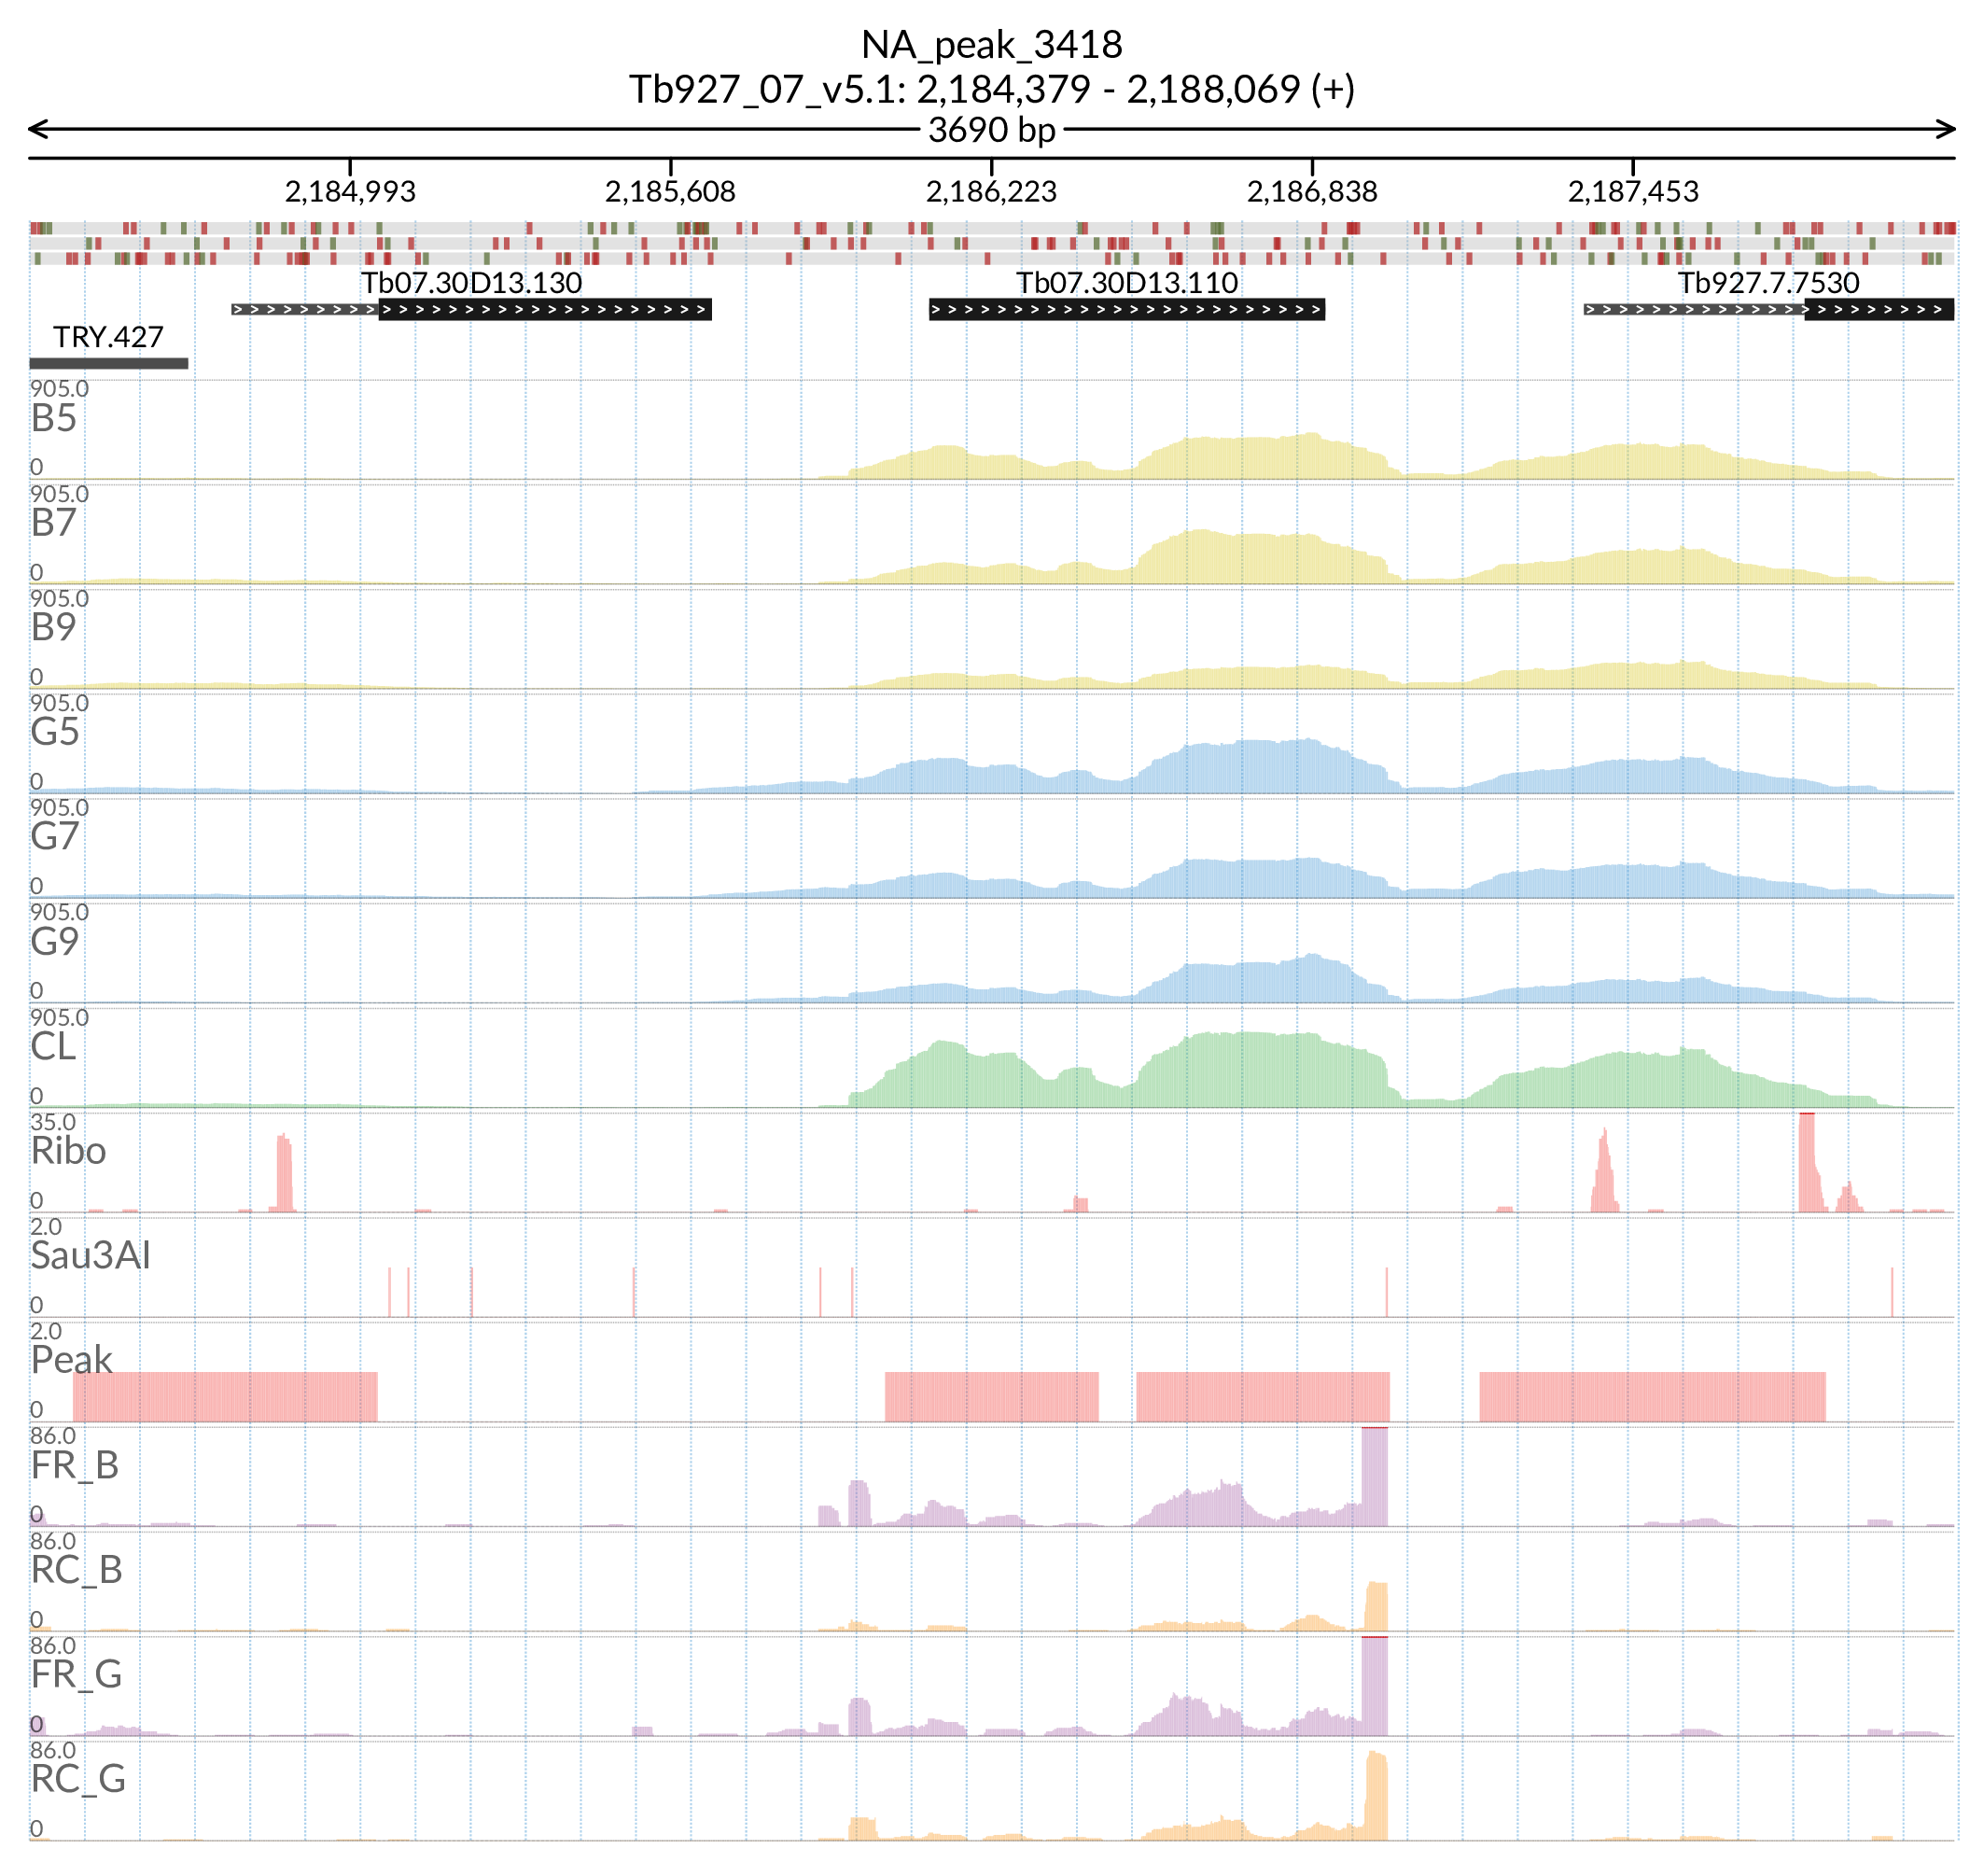 NA_peak_3418
Tb927_07_v5.1: 2,184,379 - 2,188,069 (+)
3690 bp
2,184,993 2,185,608 2,186,223 2,186,838 2,187,453
Tb07.30D13.130 Tb07.30D13.110 Tb927.7.7530
TRY.427
905.0
B5
0
905.0
B7
0
905.0
B9
0
905.0
G5
0
905.0
G7
0
905.0
G9
0
905.0
CL
0
35.0
Ribo
0
2.0
Sau3AI
0
2.0
Peak
0
86.0
FR_B
0
86.0
RC_B
0
86.0
FR_G
0
86.0
RC_G
0